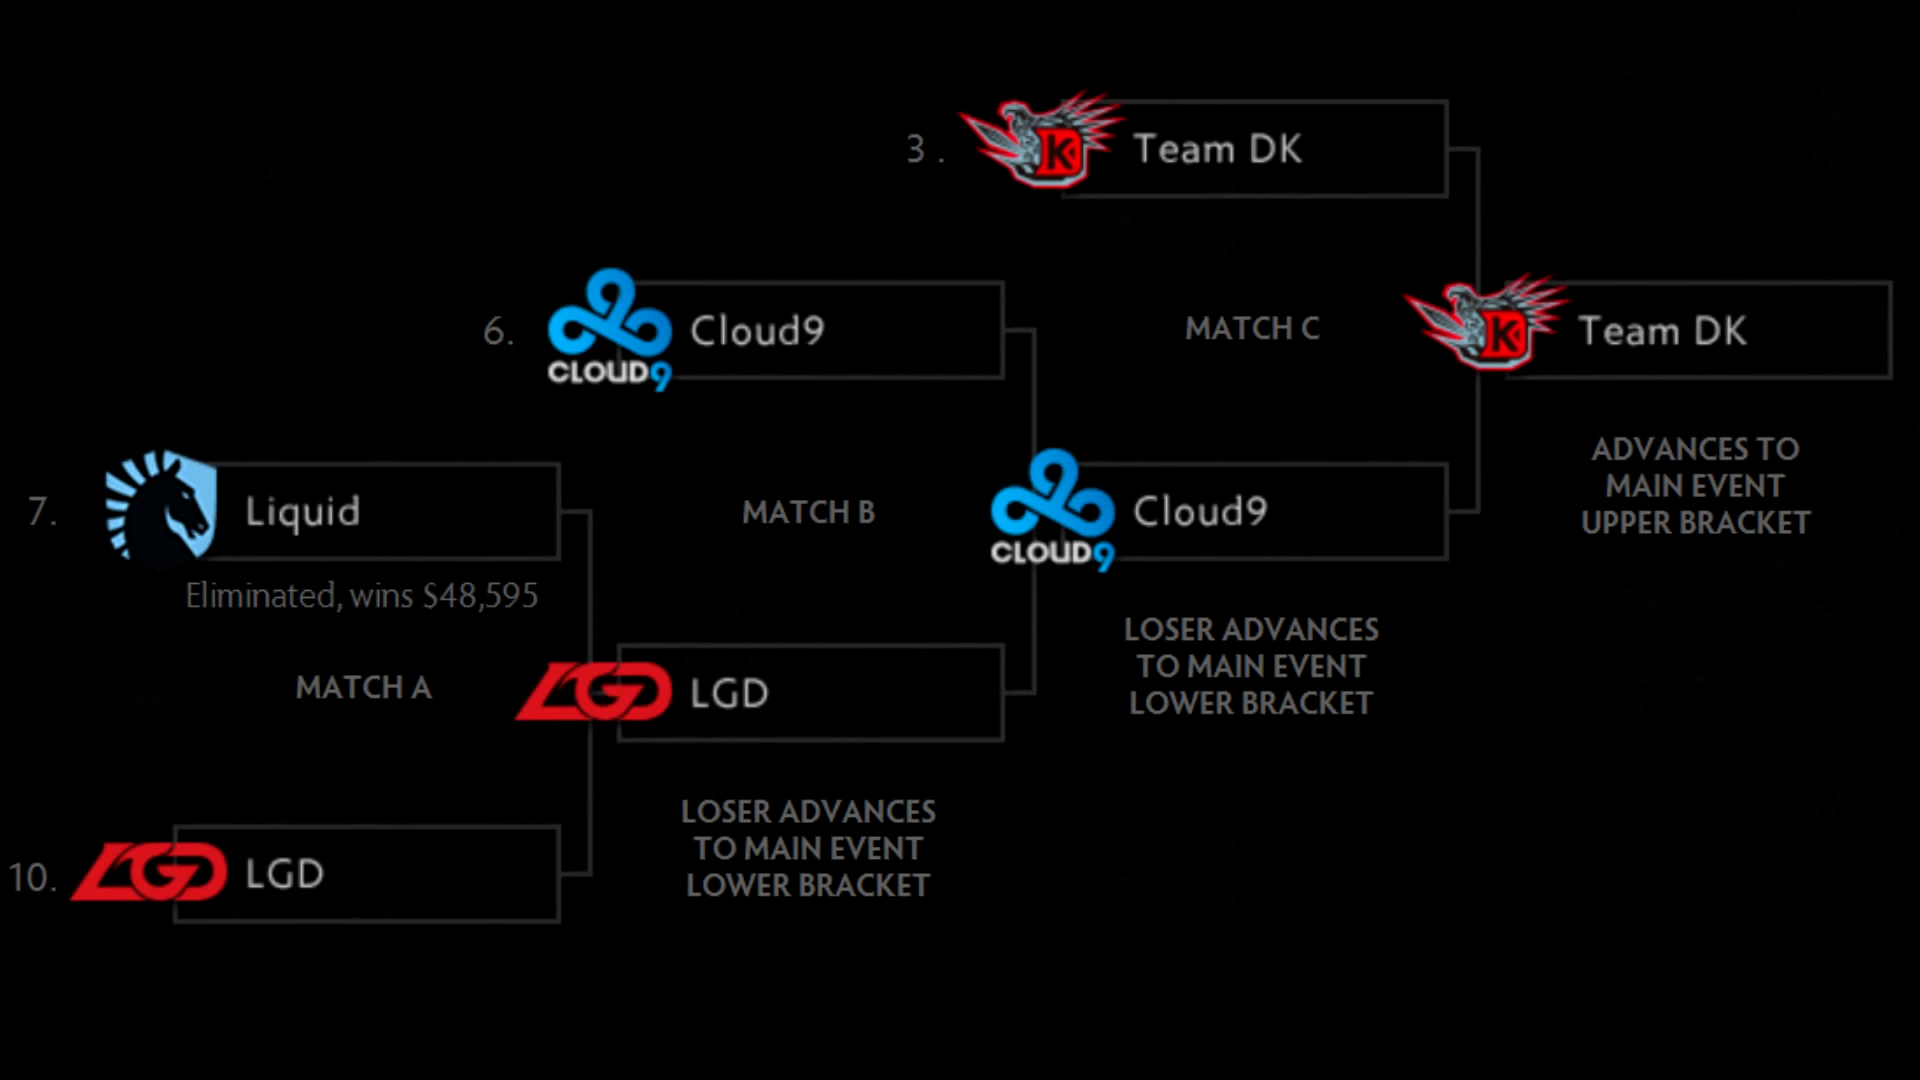 3 .
K
Team DK
6.
Cloud9
CLOUD9
MATCH C
K
Team DK
7.
Liquid
MATCH B
Cloud9
CLOUD9
ADVANCES TO
MAIN EVENT
UPPER BRACKET
Eliminated, wins $48,595
MATCH A
LGD
LGD
LOSER ADVANCES
TO MAIN EVENT
LOWER BRACKET
10.
LGD
LGD
LOSER ADVANCES
TO MAIN EVENT
LOWER BRACKET